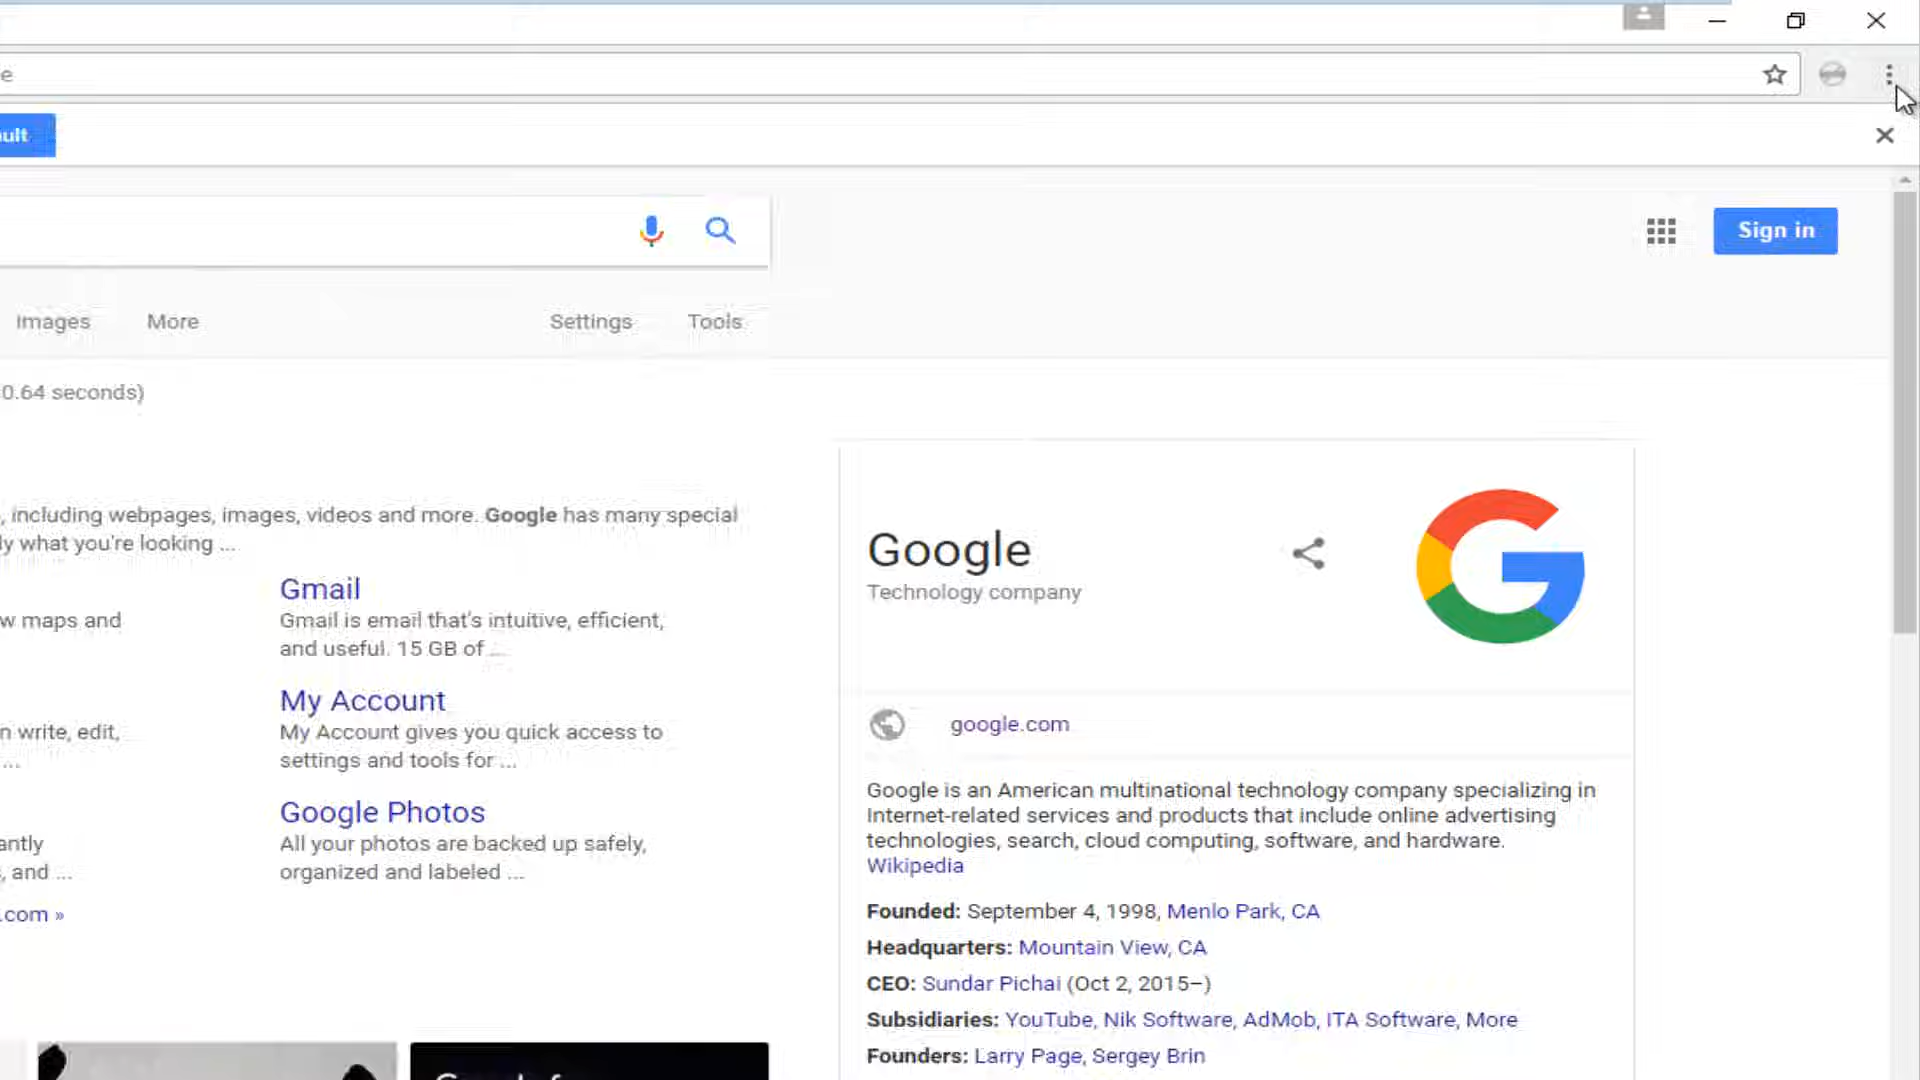 e
ult
Sign in
Images More Settings Tools
0.64 seconds)
, including webpages, images, videos and more. Google has many special
ly what you're looking ...
Gmail
w maps and
Gmail is email that's intuitive, efficient,
and useful. 15 GB of ...
My Account
n write, edit,
...
My Account gives you quick access to
settings and tools for ...
Google Photos
antly
, and ...
All your photos are backed up safely,
organized and labeled ...
.com »
Google
Technology company
google.com
Google is an American multinational technology company specializing in
Internet-related services and products that include online advertising
technologies, search, cloud computing, software, and hardware.
Wikipedia
Founded: September 4, 1998, Menlo Park, CA
Headquarters: Mountain View, CA
CEO: Sundar Pichai (Oct 2, 2015–)
Subsidiaries: YouTube, Nik Software, AdMob, ITA Software, More
Founders: Larry Page, Sergey Brin